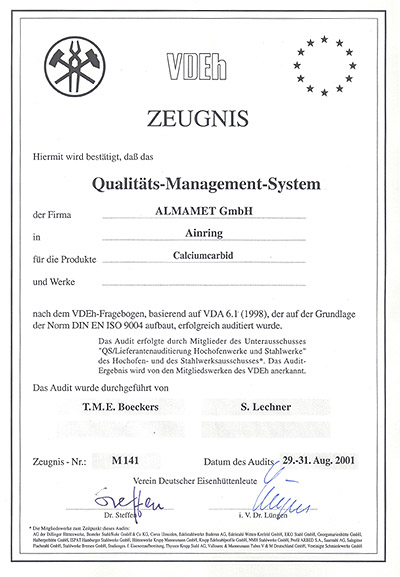 VDEh
ZEUGNIS
Hiermit wird bestätigt, daß das
Qualitäts-Management-System
der Firma ALMAMET GmbH
in Ainring
für die Produkte Calciumcarbid
und Werke
nach dem VDEh-Fragebogen, basierend auf VDA 6.1 (1998), der auf der Grundlage
der Norm DIN EN ISO 9004 aufbaut, erfolgreich auditiert wurde.
Das Audit erfolgte durch Mitglieder des Unterausschusses
"QS/Lieferantenauditierung Hochofenwerke und Stahlwerke"
des Hochofen- und des Stahlwerksausschusses*. Das Audit-
Ergebnis wird von den Mitgliedswerken des VDEh anerkannt.
Das Audit wurde durchgeführt von
T.M.E. Boeckers S. Lechner
Zeugnis - Nr.: M 141 Datum des Audits 29.-31. Aug. 2001
Verein Deutscher Eisenhüttenleute
Dr. Steffen i. V. Dr. Lüngen
* Die Mitgliedswerke zum Zeitpunkt dieses Audits: